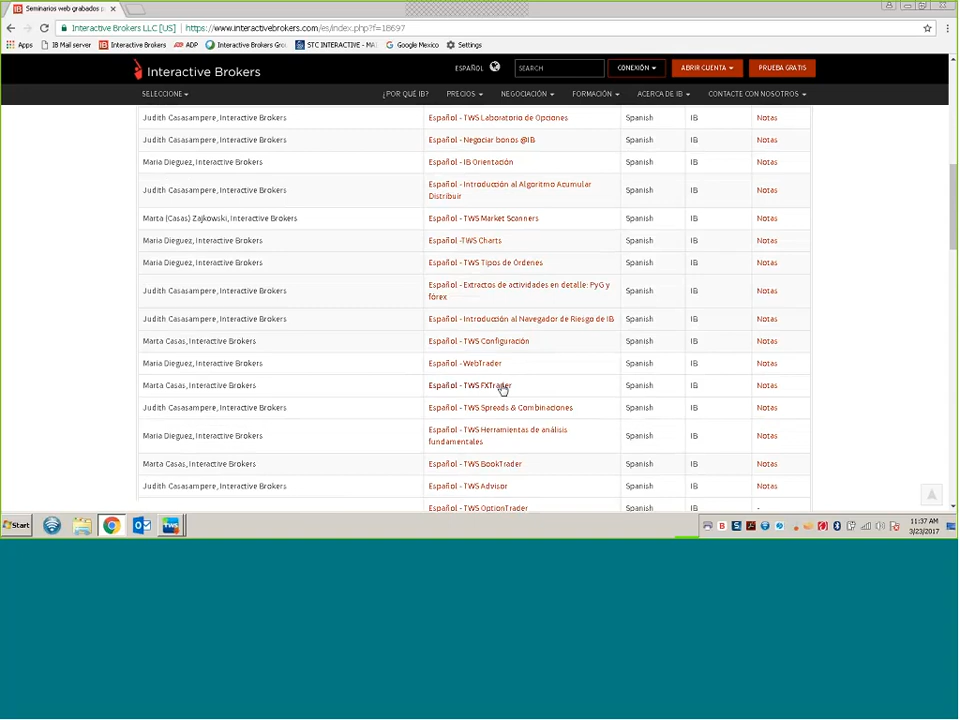 Seminarios web grabados p
Interactive Brokers LLC [US] | https://www.interactivebrokers.com/es/index.php?f=18697
Apps IB Mail server Interactive Brokers ADP Interactive Brokers Gro STC INTERACTIVE - MA Google Mexico Settings
InteractiveBrokers ESPAÑOL SEARCH CONEXIÓN ABRIR CUENTA PRUEBA GRATIS
SELECCIONE ¿POR QUÉ IB? PRECIOS NEGOCIACIÓN FORMACIÓN ACERCA DE IB CONTACTE CON NOSOTROS
Judith Casasampere, Interactive Brokers Español - TWS Laboratorio de Opciones Spanish IB Notas
Judith Casasampere, Interactive Brokers Español - Negociar bonos @IB Spanish IB Notas
Maria Dieguez, Interactive Brokers Español - IB Orientación Spanish IB Notas
Judith Casasampere, Interactive Brokers Español - Introducción al Algoritmo Acumular Spanish IB Notas
Distribuir
Marta (Casas) Zajkowski, Interactive Brokers Español - TWS Market Scanners Spanish IB Notas
Maria Dieguez, Interactive Brokers Español -TWS Charts Spanish IB Notas
Maria Dieguez, Interactive Brokers Español - TWS Tipos de Órdenes Spanish IB Notas
Judith Casasampere, Interactive Brokers Español - Extractos de actividades en detalle: PyG y Spanish IB Notas
fórex
Judith Casasampere, Interactive Brokers Español - Introducción al Navegador de Riesgo de IB Spanish IB Notas
Marta Casas, Interactive Brokers Español - TWS Configuración Spanish IB Notas
Maria Dieguez, Interactive Brokers Español - WebTrader Spanish IB Notas
Marta Casas, Interactive Brokers Español - TWS FXTrader Spanish IB Notas
Judith Casasampere, Interactive Brokers Español - TWS Spreads & Combinaciones Spanish IB Notas
Maria Dieguez, Interactive Brokers Español - TWS Herramientas de análisis Spanish IB Notas
fundamentales
Marta Casas, Interactive Brokers Español - TWS BookTrader Spanish IB Notas
Judith Casasampere, Interactive Brokers Español - TWS Advisor Spanish IB Notas
Español - TWS OptionTrader Spanish IB -
Start TWS 11:37 AM
3/23/2017